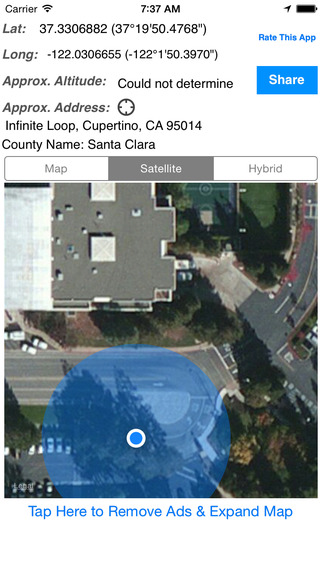 Carrier 7:37 AM
Lat: 37.3306882 (37°19'50.4768")
Rate This App
Long: -122.0306655 (-122°1'50.3970")
Approx. Altitude: Could not determine
Share
Approx. Address:
Infinite Loop, Cupertino, CA 95014
County Name: Santa Clara
Map Satellite Hybrid
Legal
Tap Here to Remove Ads & Expand Map